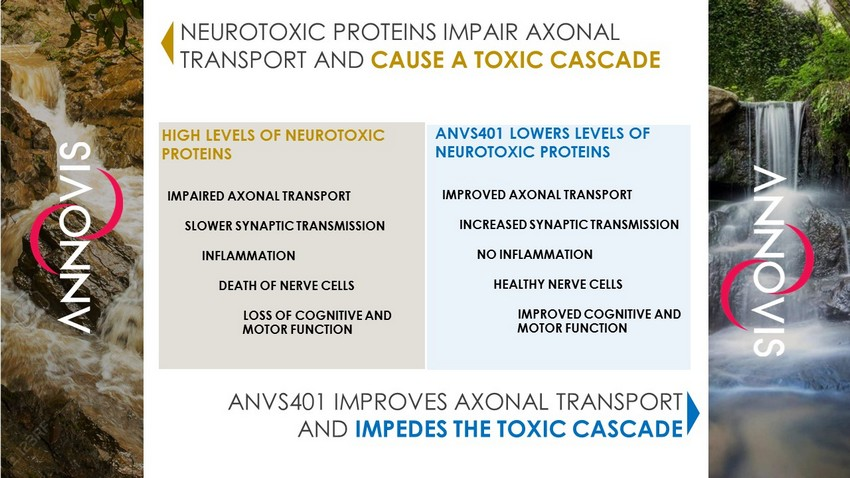 NEUROTOXIC PROTEINS IMPAIR AXONAL
TRANSPORT AND CAUSE A TOXIC CASCADE
ANNOVIS
HIGH LEVELS OF NEUROTOXIC
PROTEINS
IMPAIRED AXONAL TRANSPORT
SLOWER SYNAPTIC TRANSMISSION
INFLAMMATION
DEATH OF NERVE CELLS
LOSS OF COGNITIVE AND
MOTOR FUNCTION
ANVS401 LOWERS LEVELS OF
NEUROTOXIC PROTEINS
IMPROVED AXONAL TRANSPORT
INCREASED SYNAPTIC TRANSMISSION
NO INFLAMMATION
HEALTHY NERVE CELLS
IMPROVED COGNITIVE AND
MOTOR FUNCTION
ANNOVIS
ANVS401 IMPROVES AXONAL TRANSPORT
AND IMPEDES THE TOXIC CASCADE